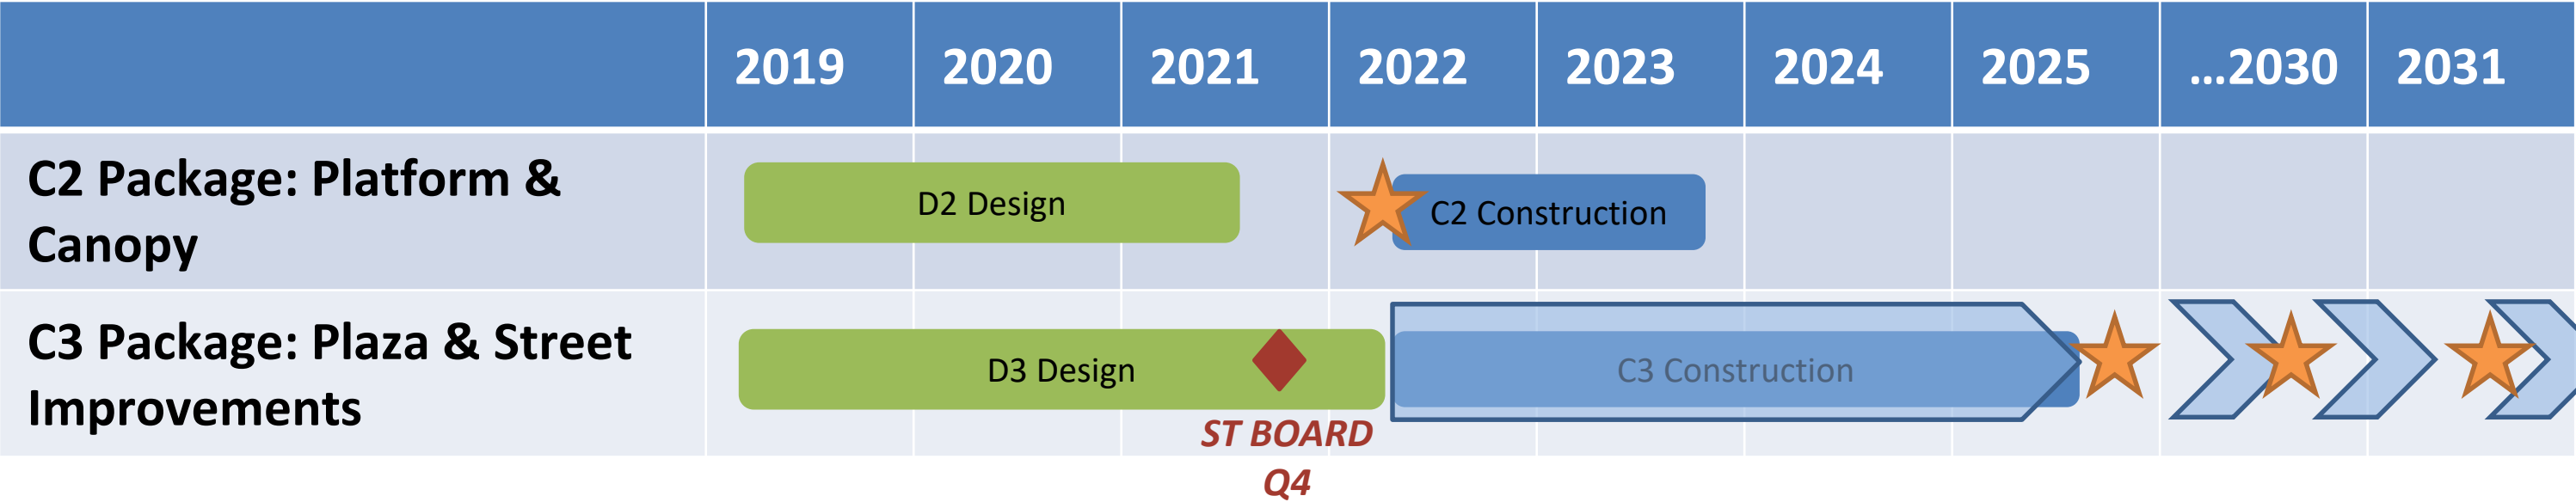 2019 2020 2021 2022 2023 2024 2025 ...2030 2031
C2 Package: Platform &
Canopy
D2 Design
C2 Construction
C3 Package: Plaza & Street
Improvements
D3 Design
C3 Construction
ST BOARD
Q4